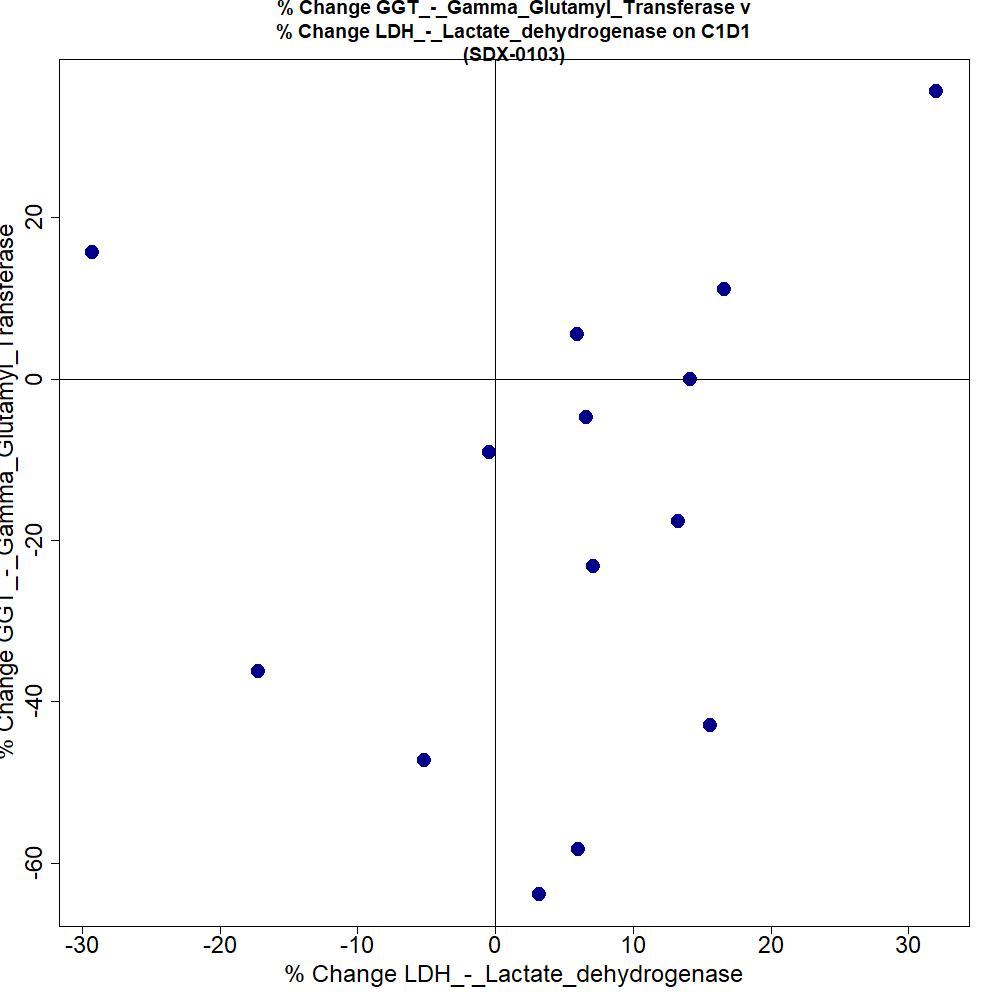 % Change GGT_-_Gamma_Glutamyl_Transferase v
% Change LDH_-_Lactate_dehydrogenase on C1D1
(SDX-0103)
% Change GGT_-_Gamma_Glutamyl_Transferase
20
0
-20
-40
-60
-30 -20 -10 0 10 20 30
% Change LDH_-_Lactate_dehydrogenase